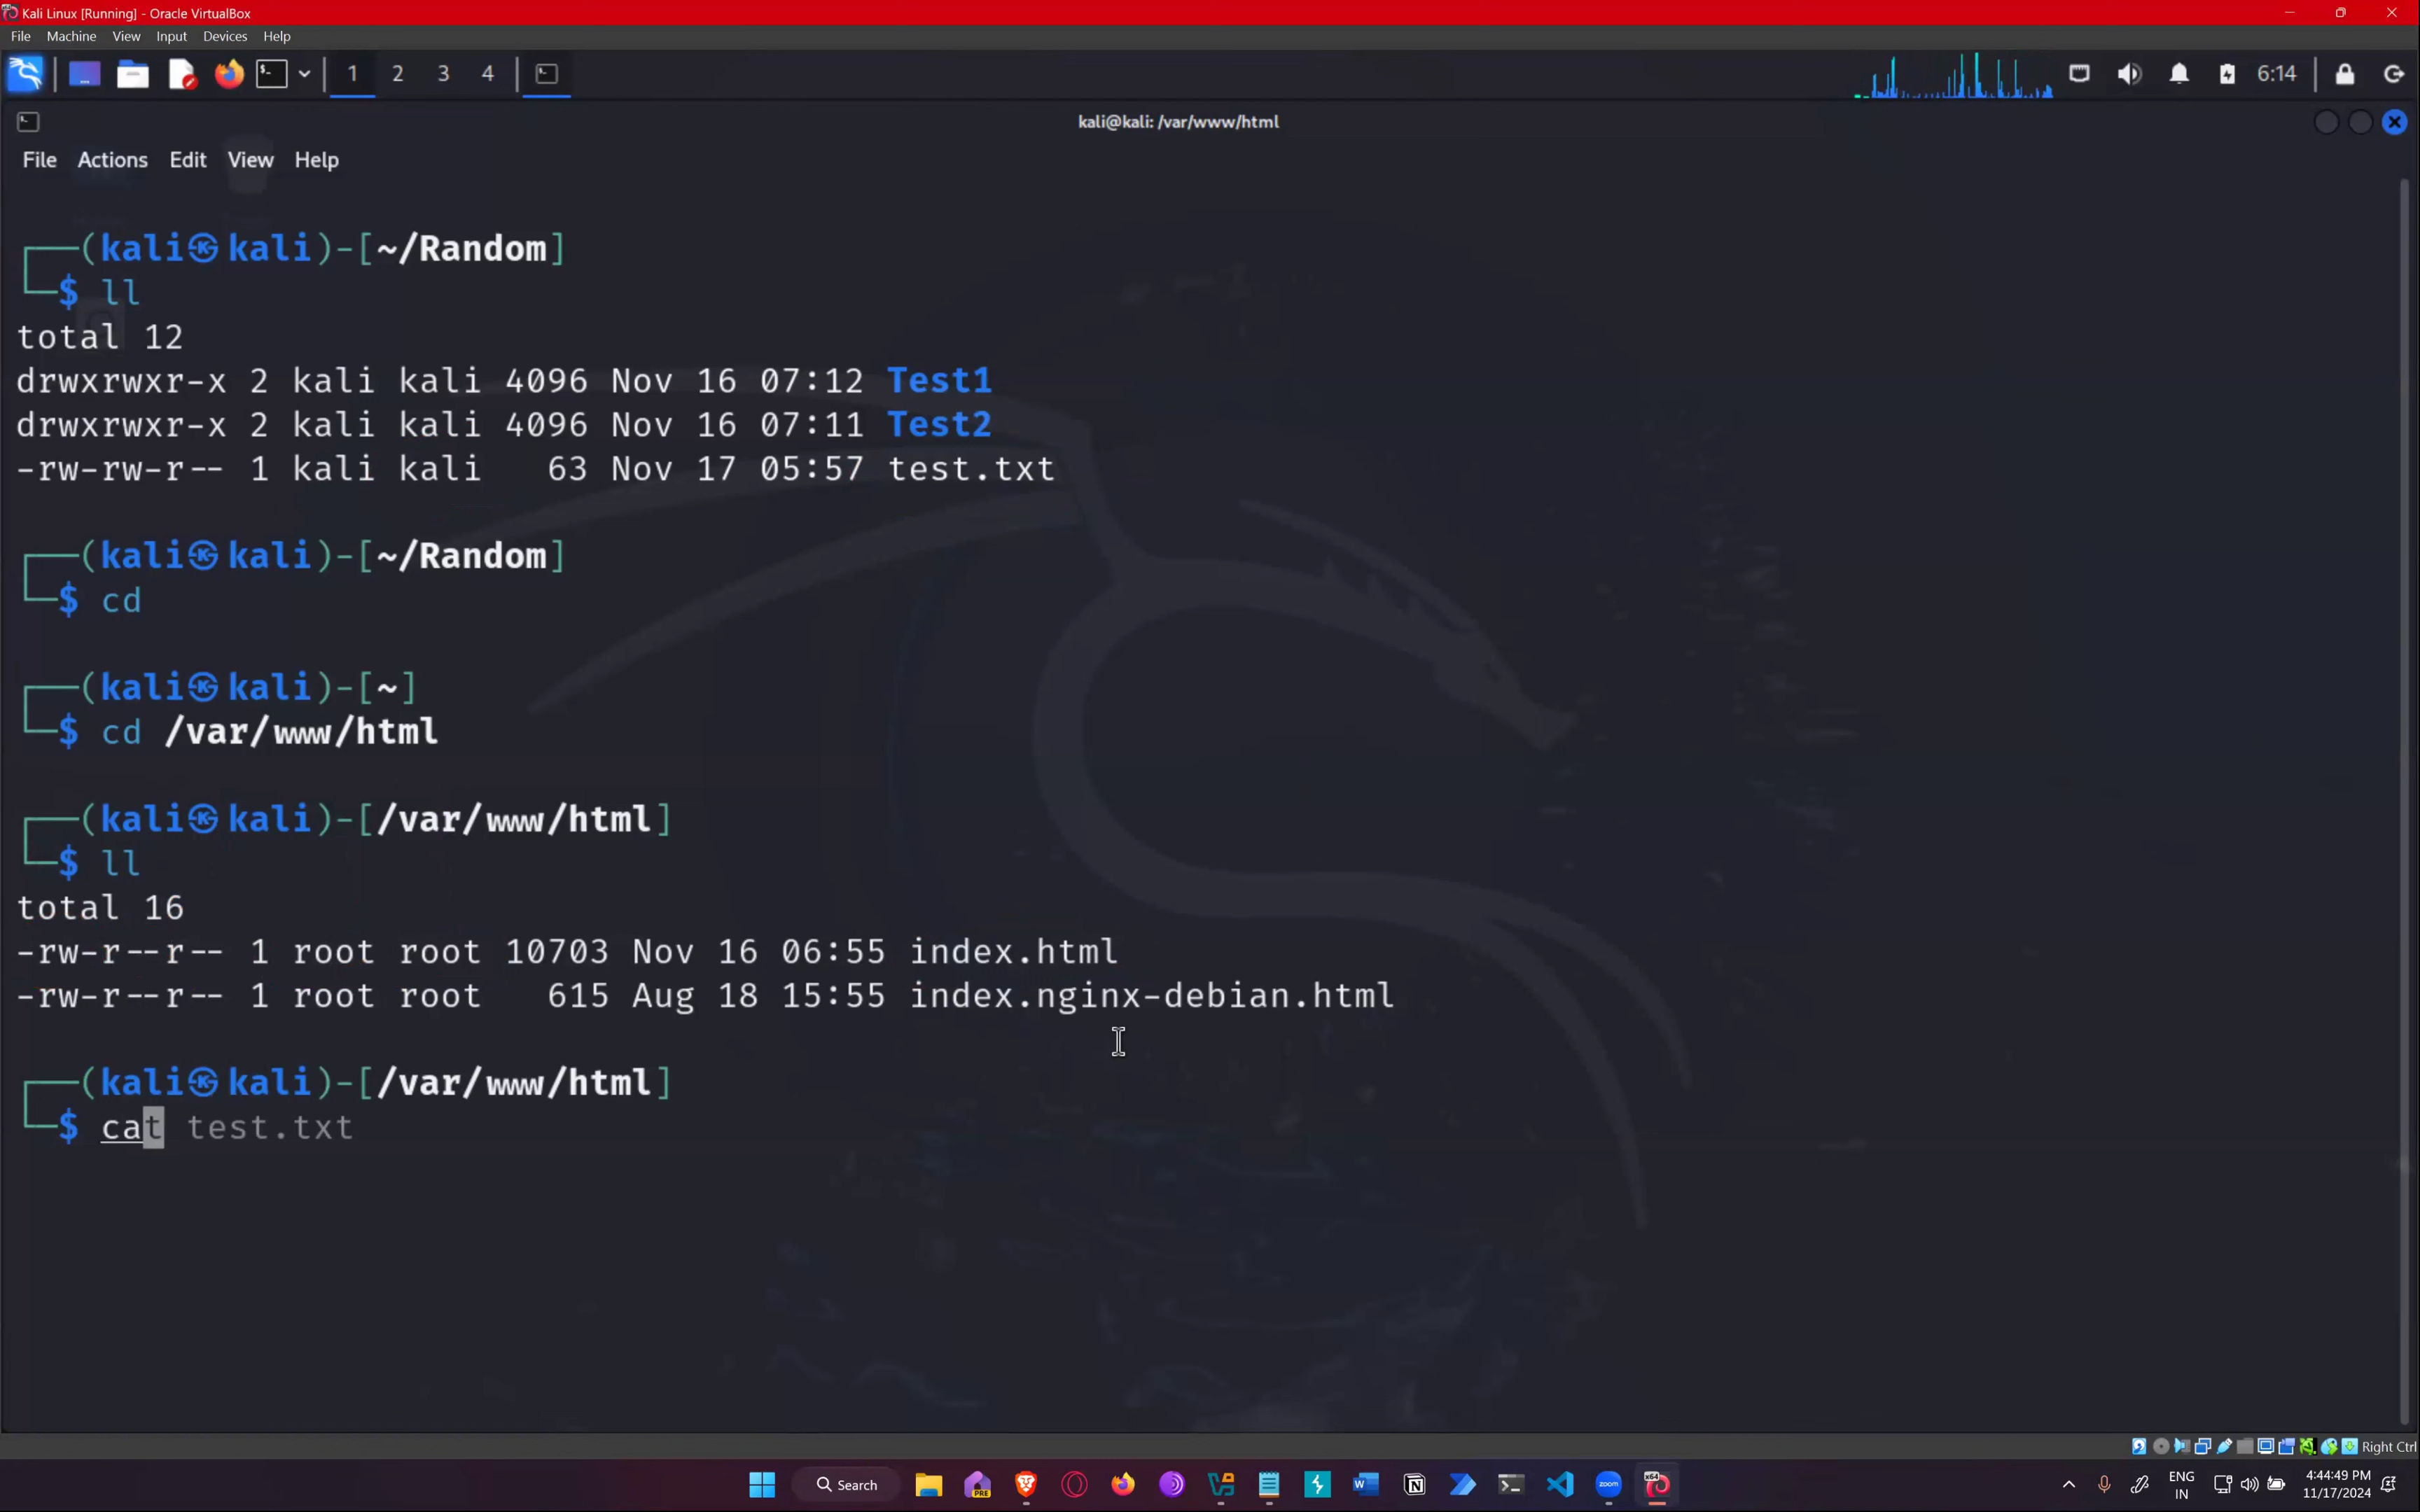 Kali Linux [Running] - Oracle VirtualBox
File Machine View Input Devices Help
1 2 3 4 6:14
kali@kali: /var/www/html
File Actions Edit View Help
┌──(kali㉿kali)-[~/Random]
└─$ ll
total 12
drwxrwxr-x 2 kali kali 4096 Nov 16 07:12 Test1
drwxrwxr-x 2 kali kali 4096 Nov 16 07:11 Test2
-rw-rw-r-- 1 kali kali   63 Nov 17 05:57 test.txt
┌──(kali㉿kali)-[~/Random]
└─$ cd
┌──(kali㉿kali)-[~]
└─$ cd /var/www/html
┌──(kali㉿kali)-[/var/www/html]
└─$ ll
total 16
-rw-r--r-- 1 root root 10703 Nov 16 06:55 index.html
-rw-r--r-- 1 root root   615 Aug 18 15:55 index.nginx-debian.html
┌──(kali㉿kali)-[/var/www/html]
└─$ cat test.txt
Right Ctrl
Search PRE W zoom x64 ENG IN 4:44:49 PM 11/17/2024